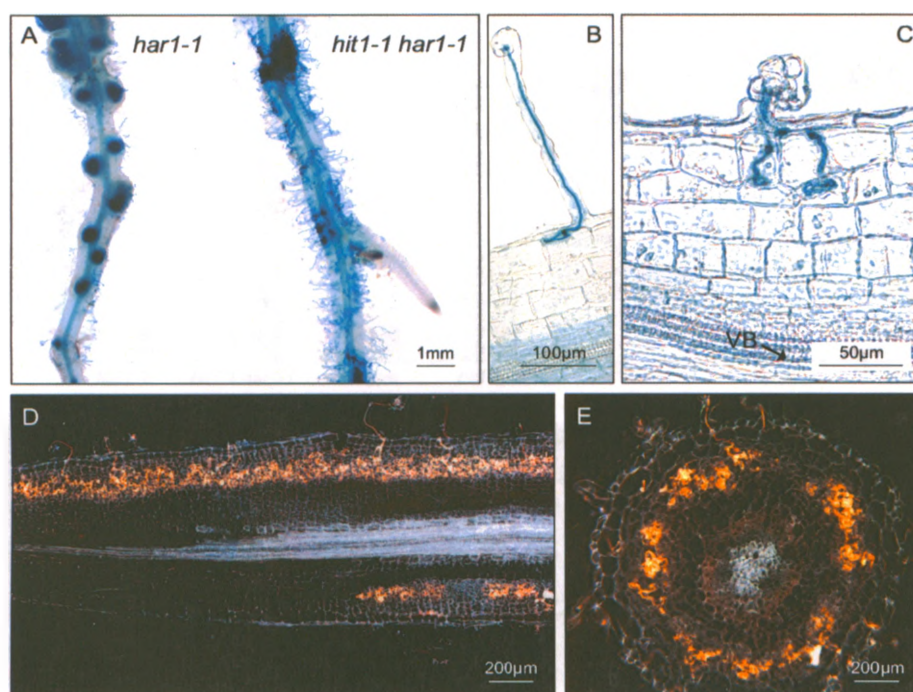 A
har1-1
hit1-1 har1-1
1mm
B
100µm
C
VB
50µm
D
200µm
E
200µm